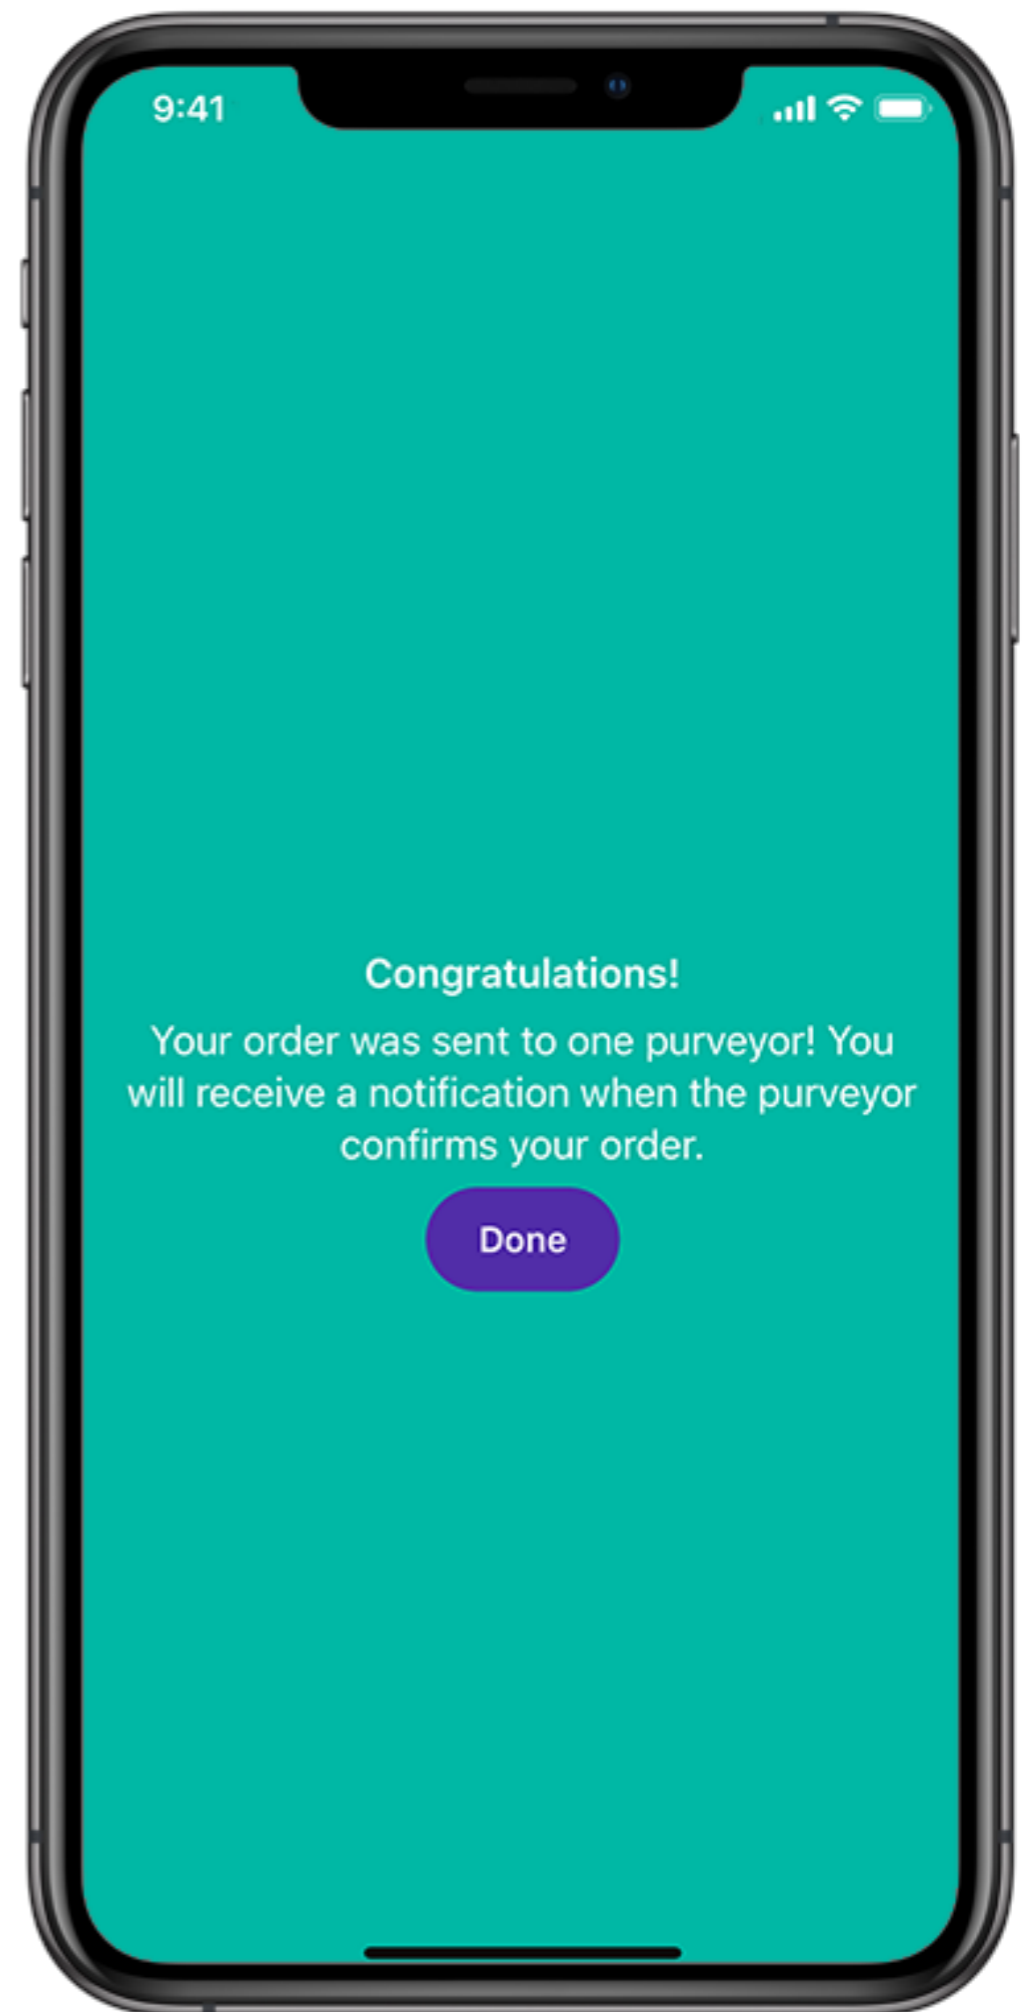 9:41
Congratulations!
Your order was sent to one purveyor! You
will receive a notification when the purveyor
confirms your order.
Done